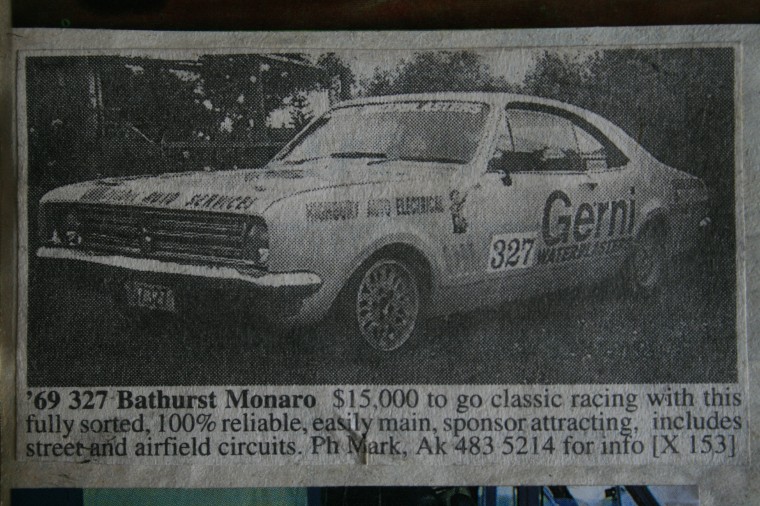 AUTO SERVICES
HIGHBURY AUTO ELECTRICAL
Gerni
WATERBLASTERS
327
'69 327 Bathurst Monaro $15,000 to go classic racing with this
fully sorted, 100% reliable, easily main, sponsor attracting, includes
street and airfield circuits. Ph Mark, Ak 483 5214 for info [X 153]